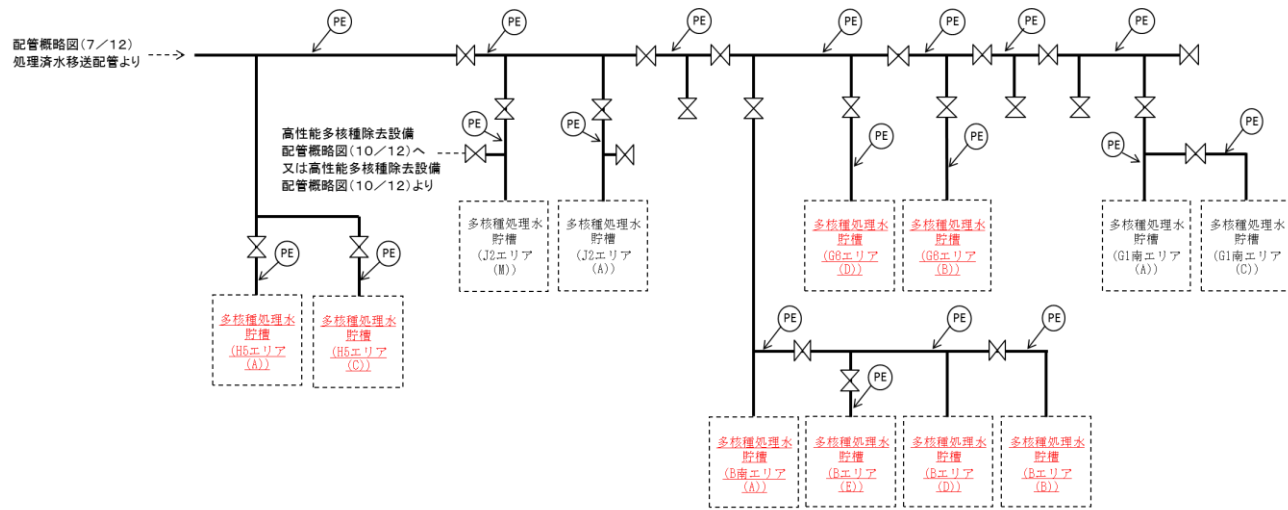 PE
PE
PE
PE
PE
PE
PE
配管概略図(7/12)
処理済水移送配管より
高性能多核種除去設備
配管概略図(10/12)へ
又は高性能多核種除去設備
配管概略図(10/12)より
PE
PE
PE
PE
PE
PE
多核種処理水
貯槽
(J2エリア
(M))
多核種処理水
貯槽
(J2エリア
(A))
多核種処理水
貯槽
(G6エリア
(D))
多核種処理水
貯槽
(G6エリア
(B))
多核種処理水
貯槽
(G1南エリア
(A))
多核種処理水
貯槽
(G1南エリア
(C))
PE
PE
多核種処理水
貯槽
(H5エリア
(A))
多核種処理水
貯槽
(H5エリア
(C))
PE
PE
PE
PE
多核種処理水
貯槽
(B南エリア
(A))
多核種処理水
貯槽
(Bエリア
(E))
多核種処理水
貯槽
(Bエリア
(D))
多核種処理水
貯槽
(Bエリア
(B))